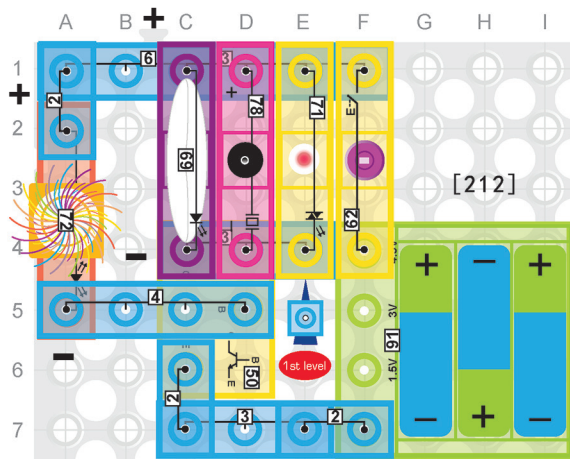 A B C D E F G H I
+
1 6 3 3
+ 2 + 78 71 E
2
3 69 [212]
72 62
4 - 3 4.5V + - +
C
5 4 B 3V
- 91
E 1st level
6 50 B 1.5V
E
2
7 3 2 - + -